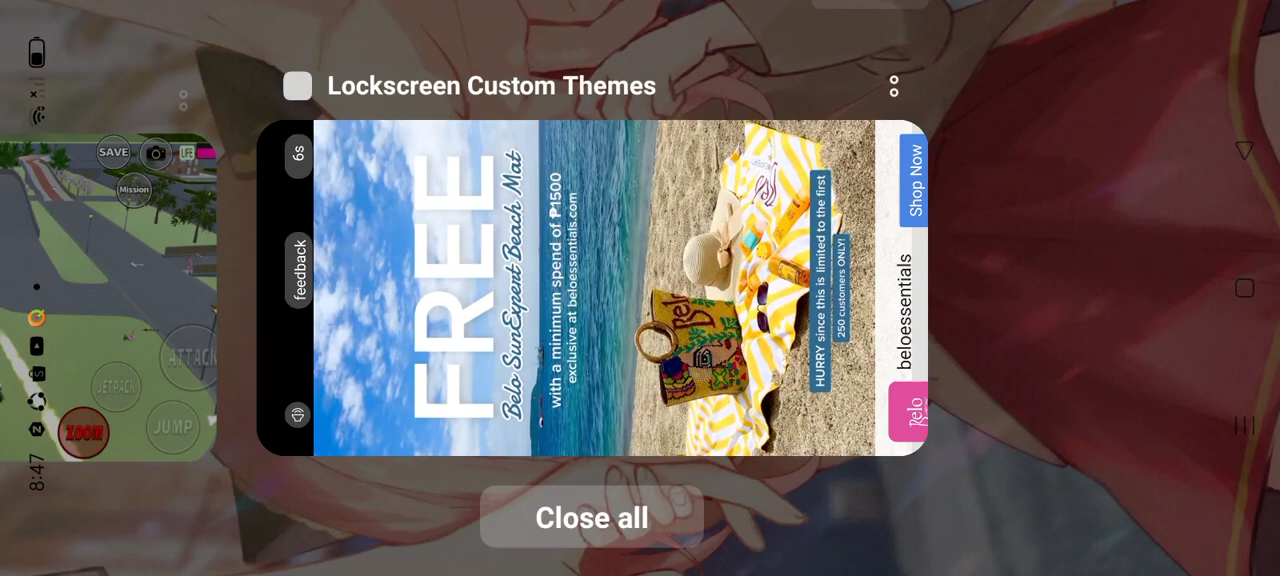 8:47
SAVE
LIFE
Mission
ATTACK
JETPACK
JUMP
ZOOM
Lockscreen Custom Themes
6s
feedback
FREE
Belo SunExpert Beach Mat
with a minimum spend of ₱1500
exclusive at beloessentials.com
HURRY since this is limited to the first
250 customers ONLY!
Shop Now
beloessentials
Belo
Close all